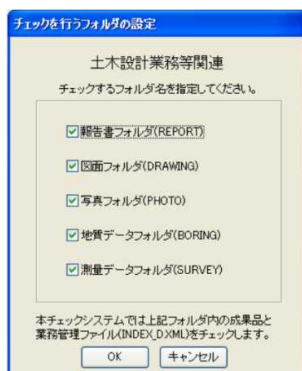 チェックを行うフォルダの設定
土木設計業務等関連
チェックするフォルダ名を指定してください。
報告書フォルダ(REPORT)
図面フォルダ(DRAWING)
写真フォルダ(PHOTO)
地質データフォルダ(BORING)
測量データフォルダ(SURVEY)
本チェックシステムでは上記フォルダ内の成果品と
業務管理ファイル(INDEX_D.XML)をチェックします。
OK キャンセル